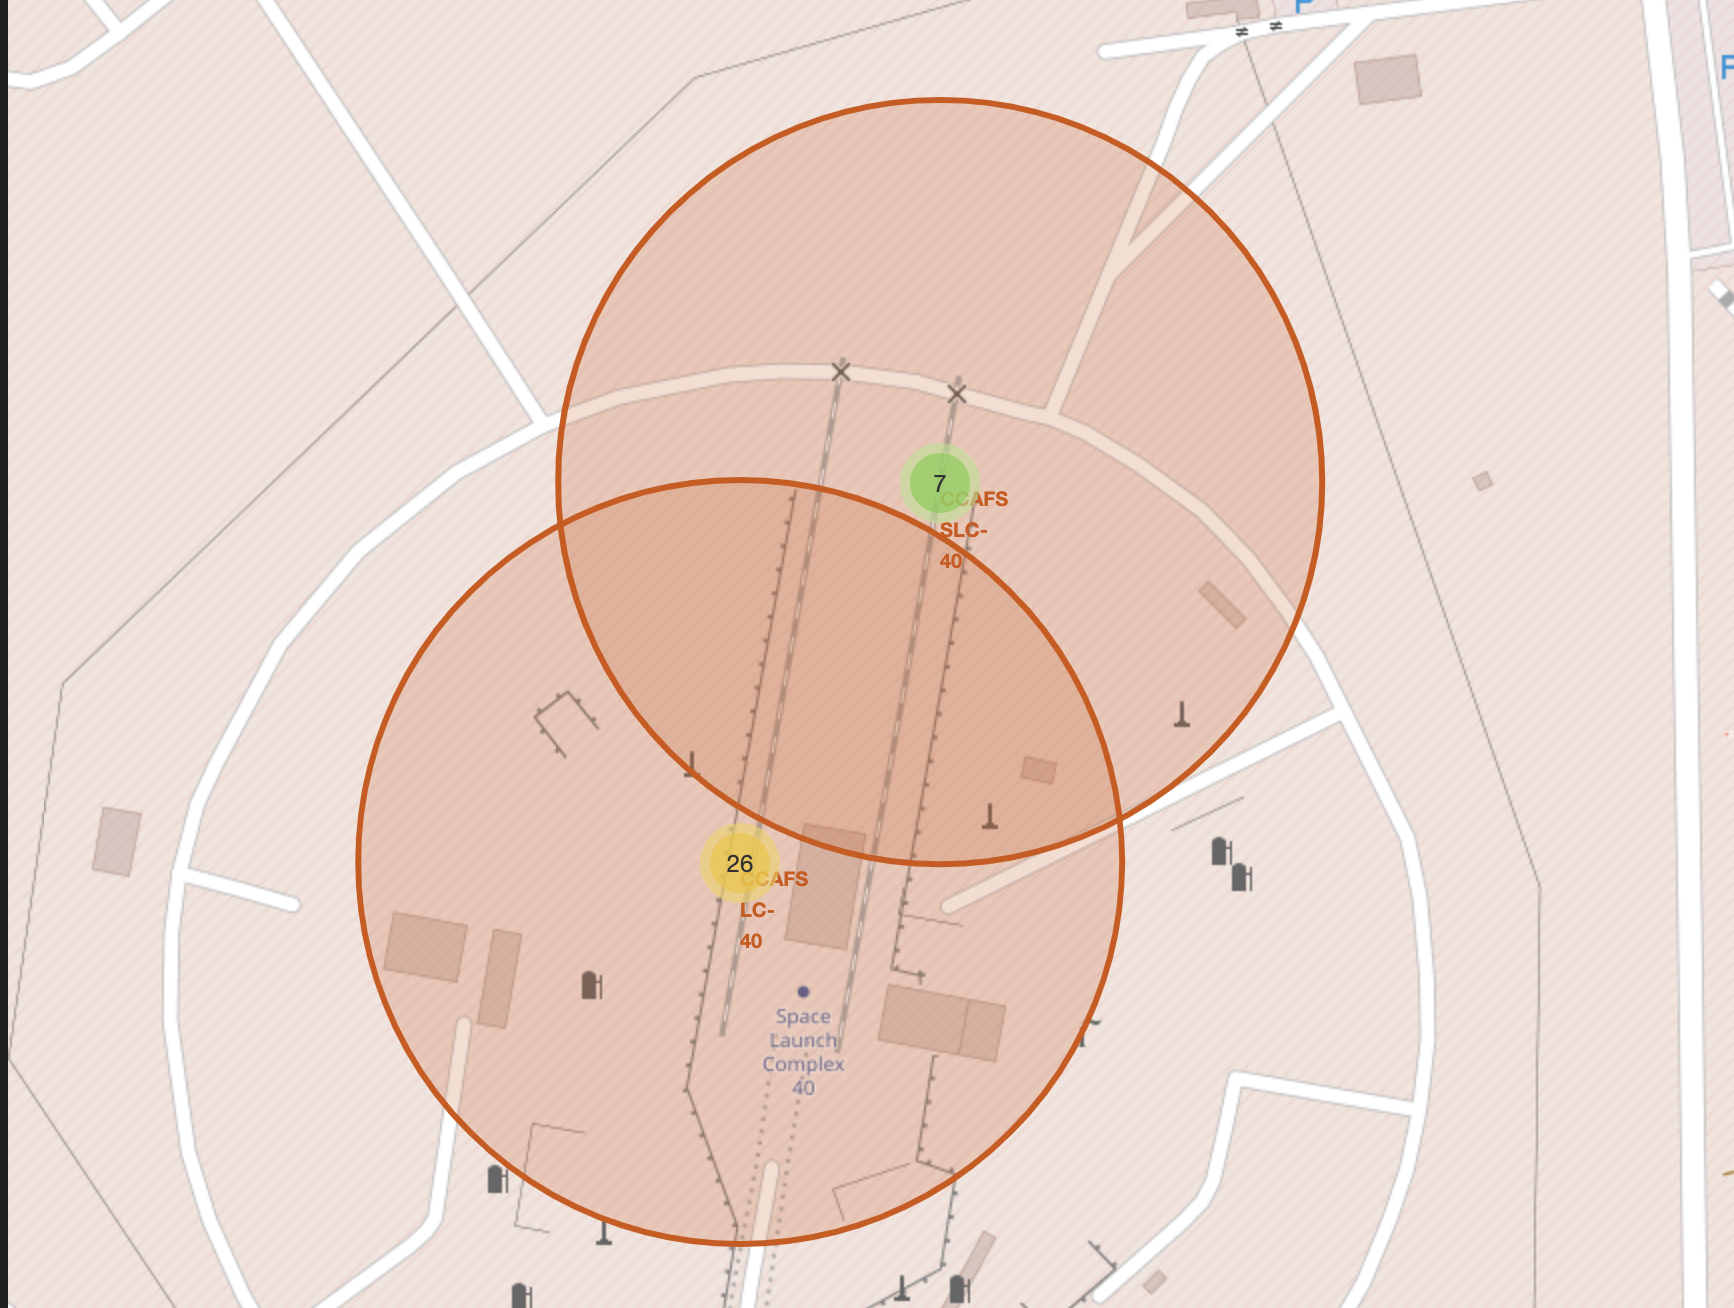 P
P
7
CCAFS
SLC-
40
26
CCAFS
LC-
40
Space
Launch
Complex
40